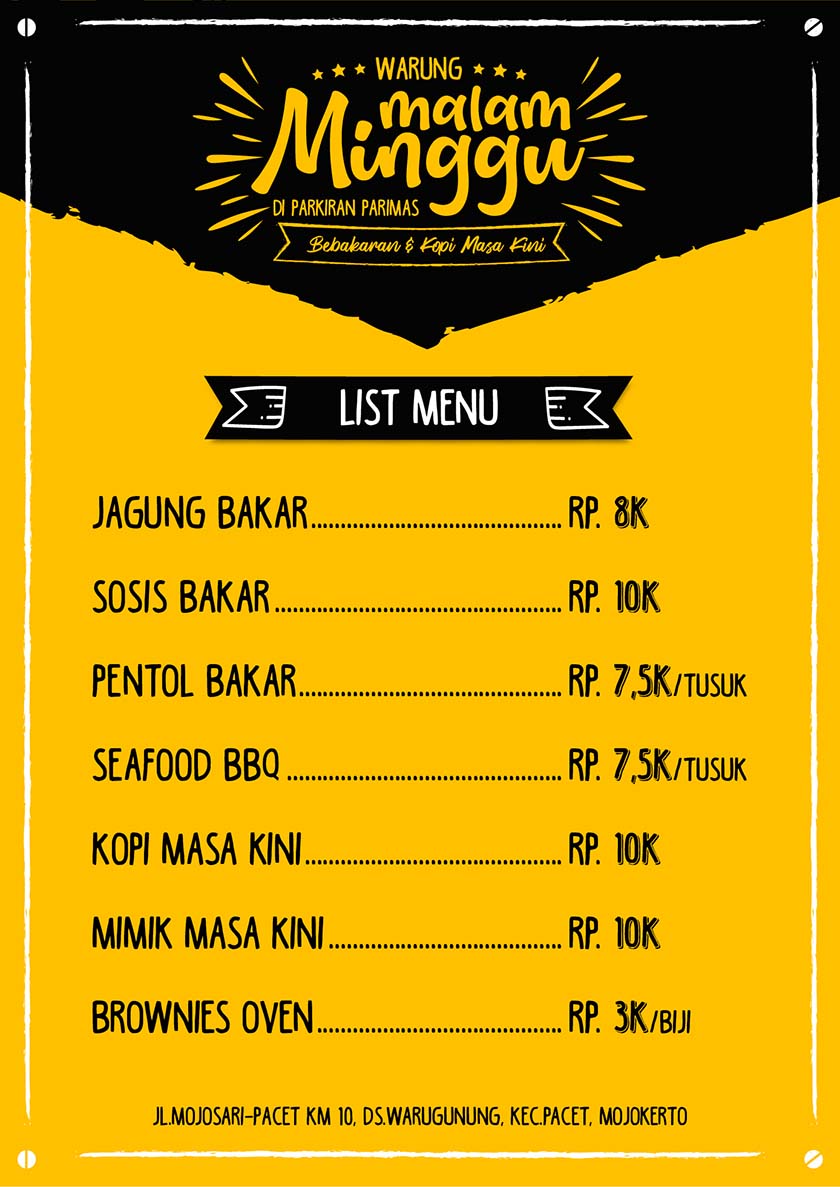 WARUNG
malam
Minggu
DI PARKIRAN PARIMAS
Bebakaran & Kopi Masa Kini
LIST MENU
JAGUNG BAKAR........................................... RP. 8K
SOSIS BAKAR................................................. RP. 10K
PENTOL BAKAR............................................. RP. 7,5K/TUSUK
SEAFOOD BBQ ............................................... RP. 7,5K/TUSUK
KOPI MASA KINI............................................ RP. 10K
MIMIK MASA KINI........................................ RP. 10K
BROWNIES OVEN.......................................... RP. 3K/BIJI
JL.MOJOSARI-PACET KM 10, DS.WARUGUNUNG, KEC.PACET, MOJOKERTO